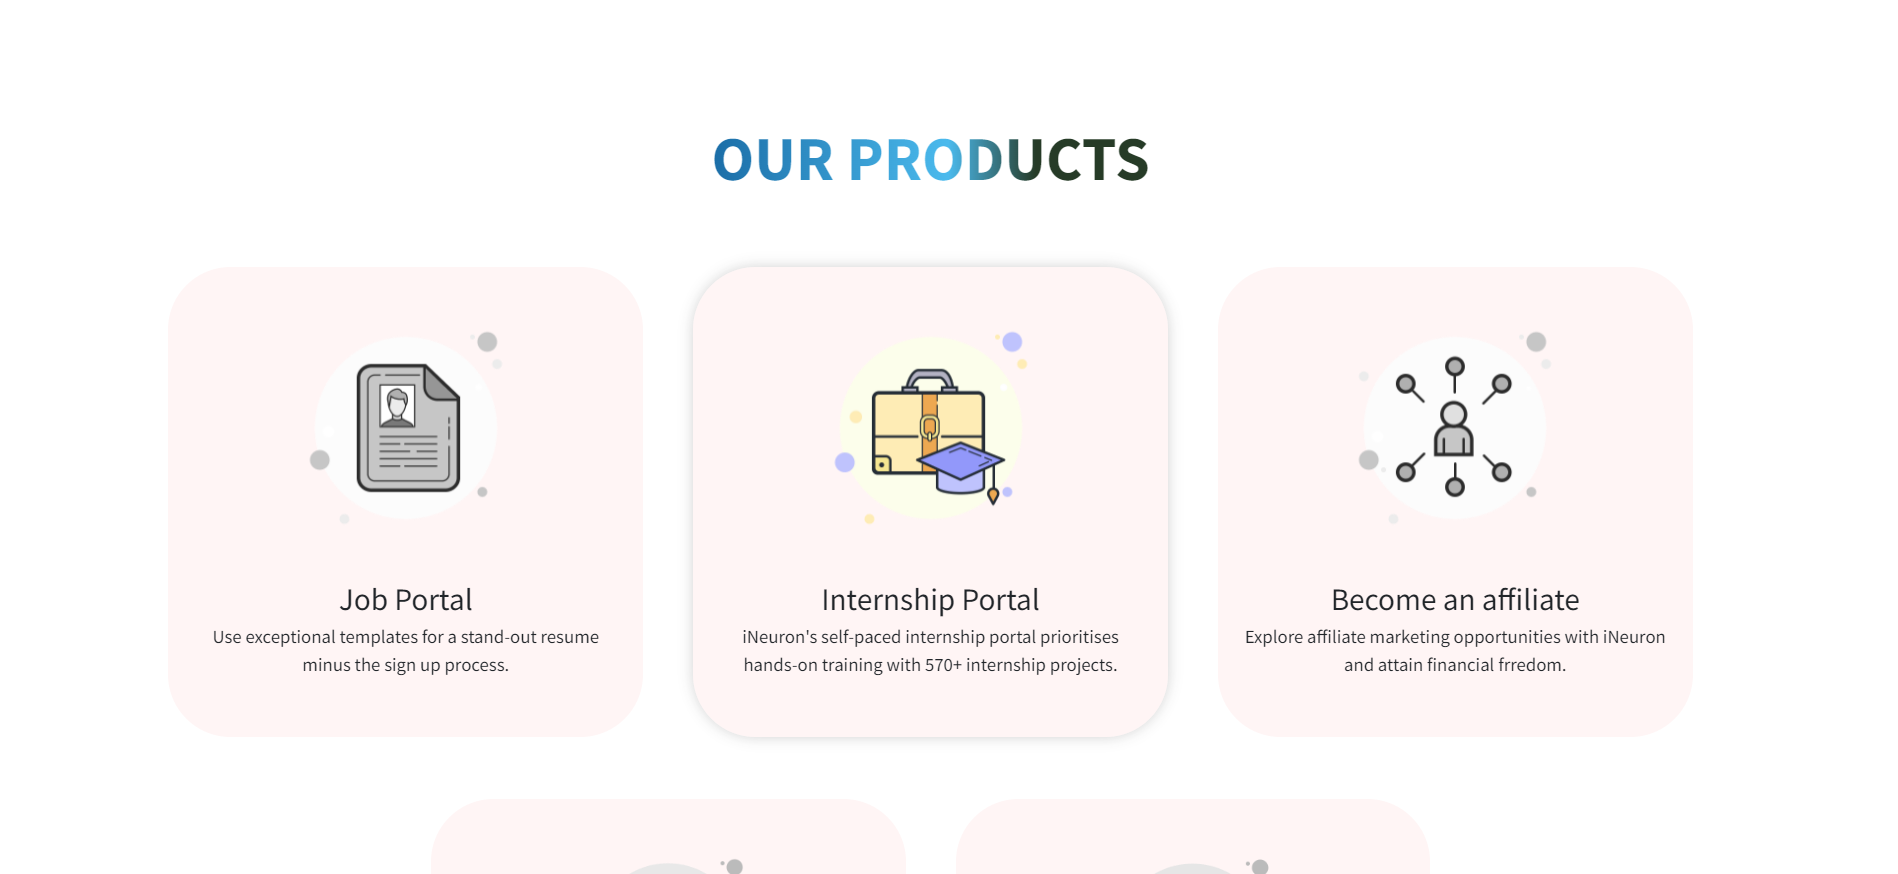 OUR PRODUCTS
Job Portal
Use exceptional templates for a stand-out resume
minus the sign up process.
Internship Portal
iNeuron's self-paced internship portal prioritises
hands-on training with 570+ internship projects.
Become an affiliate
Explore affiliate marketing opportunities with iNeuron
and attain financial frredom.